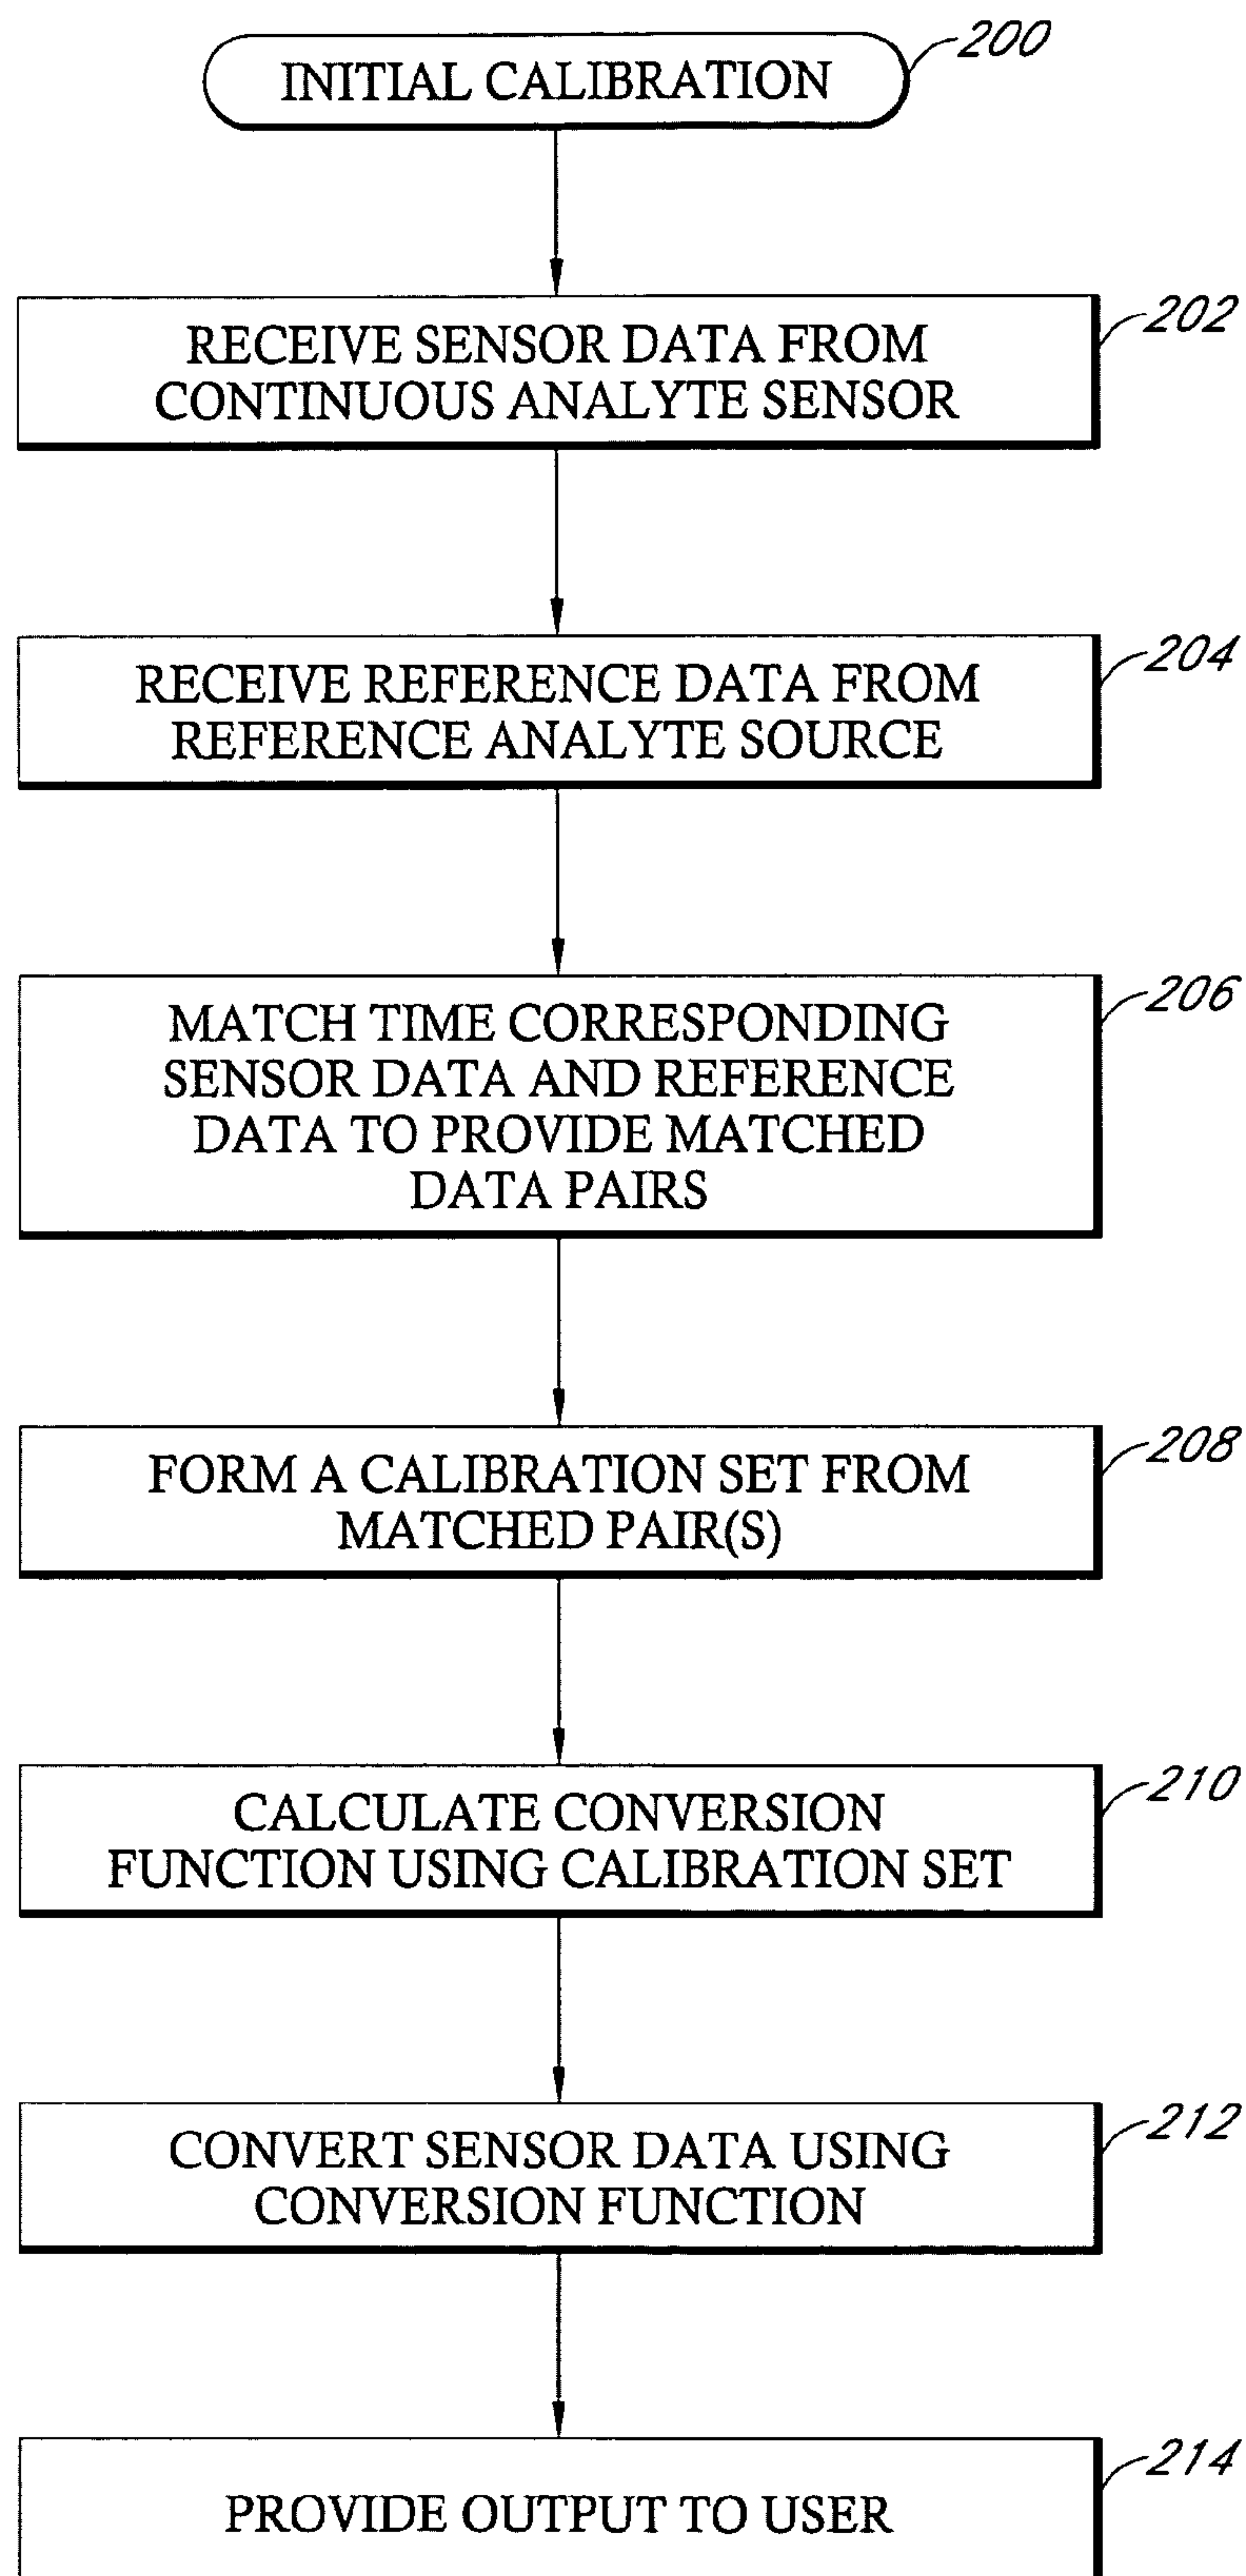 200
INITIAL CALIBRATION
202
RECEIVE SENSOR DATA FROM
CONTINUOUS ANALYTE SENSOR
204
RECEIVE REFERENCE DATA FROM
REFERENCE ANALYTE SOURCE
206
MATCH TIME CORRESPONDING
SENSOR DATA AND REFERENCE
DATA TO PROVIDE MATCHED
DATA PAIRS
208
FORM A CALIBRATION SET FROM
MATCHED PAIR(S)
210
CALCULATE CONVERSION
FUNCTION USING CALIBRATION SET
212
CONVERT SENSOR DATA USING
CONVERSION FUNCTION
214
PROVIDE OUTPUT TO USER